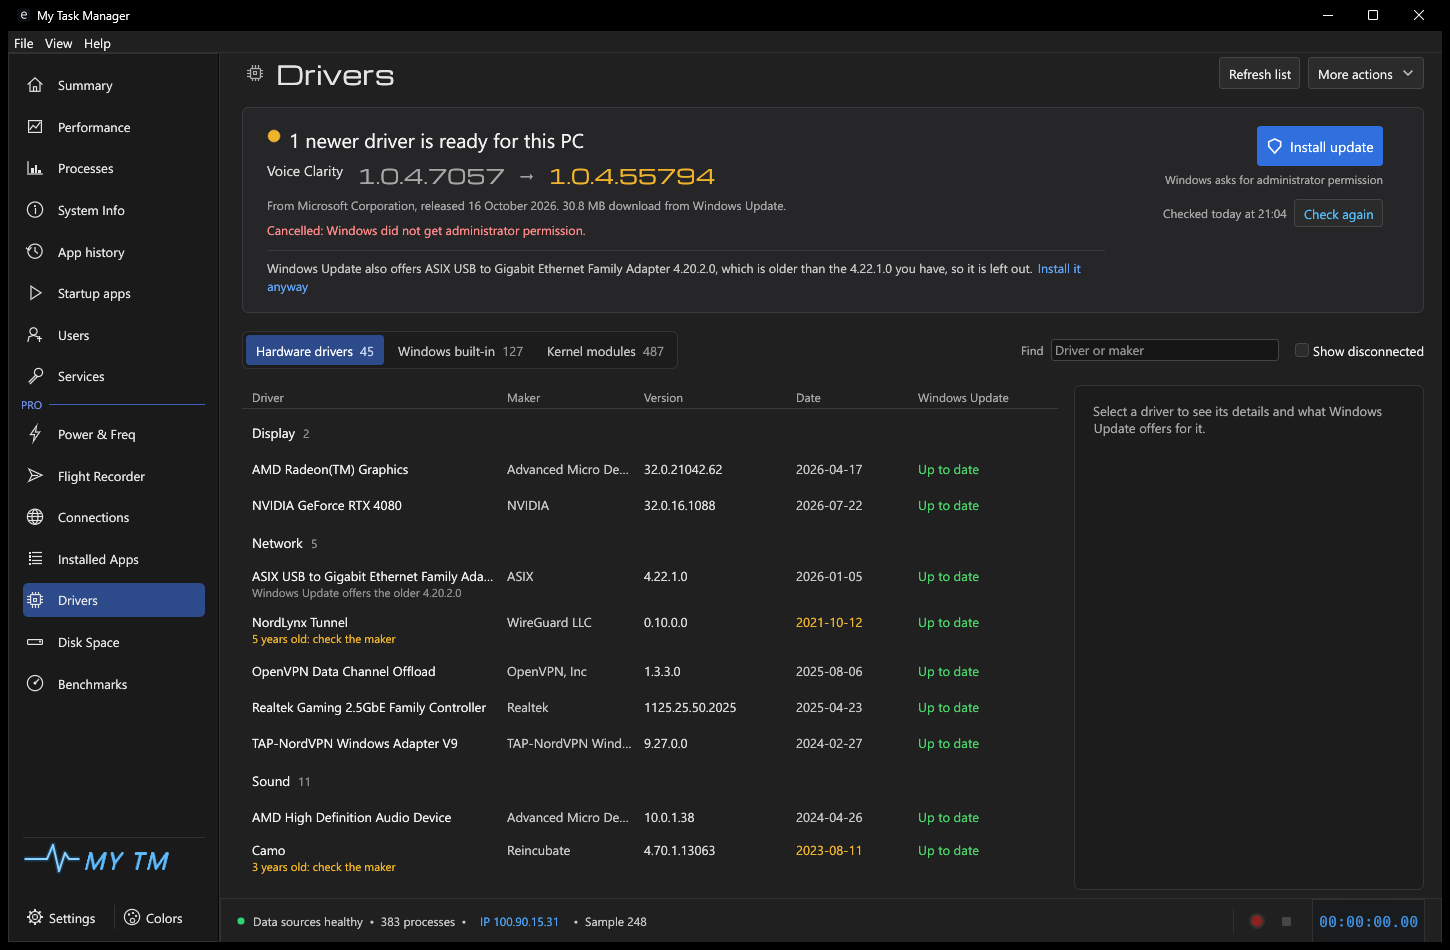 My Task Manager
File View Help
Drivers
Refresh list
More actions
Summary
Performance
Processes
System Info
App history
Startup apps
Users
Services
PRO
Power & Freq
Flight Recorder
Connections
Installed Apps
Drivers
Disk Space
Benchmarks
MY TM
Settings
Colors
1 newer driver is ready for this PC
Voice Clarity 1.0.4.7057 → 1.0.4.55794
From Microsoft Corporation, released 16 October 2026. 30.8 MB download from Windows Update.
Cancelled: Windows did not get administrator permission.
Windows Update also offers ASIX USB to Gigabit Ethernet Family Adapter 4.20.2.0, which is older than the 4.22.1.0 you have, so it is left out. Install it
anyway
Install update
Windows asks for administrator permission
Checked today at 21:04 Check again
Hardware drivers 45 Windows built-in 127 Kernel modules 487
Find Driver or maker Show disconnected
Driver Maker Version Date Windows Update
Display 2
AMD Radeon(TM) Graphics Advanced Micro De... 32.0.21042.62 2026-04-17 Up to date
NVIDIA GeForce RTX 4080 NVIDIA 32.0.16.1088 2026-07-22 Up to date
Network 5
ASIX USB to Gigabit Ethernet Family Ada... ASIX 4.22.1.0 2026-01-05 Up to date
Windows Update offers the older 4.20.2.0
NordLynx Tunnel WireGuard LLC 0.10.0.0 2021-10-12 Up to date
5 years old: check the maker
OpenVPN Data Channel Offload OpenVPN, Inc 1.3.3.0 2025-08-06 Up to date
Realtek Gaming 2.5GbE Family Controller Realtek 1125.25.50.2025 2025-04-23 Up to date
TAP-NordVPN Windows Adapter V9 TAP-NordVPN Wind... 9.27.0.0 2024-02-27 Up to date
Sound 11
AMD High Definition Audio Device Advanced Micro De... 10.0.1.38 2024-04-26 Up to date
Camo Reincubate 4.70.1.13063 2023-08-11 Up to date
3 years old: check the maker
Select a driver to see its details and what Windows
Update offers for it.
Data sources healthy • 383 processes • IP 100.90.15.31 • Sample 248
00:00:00.00